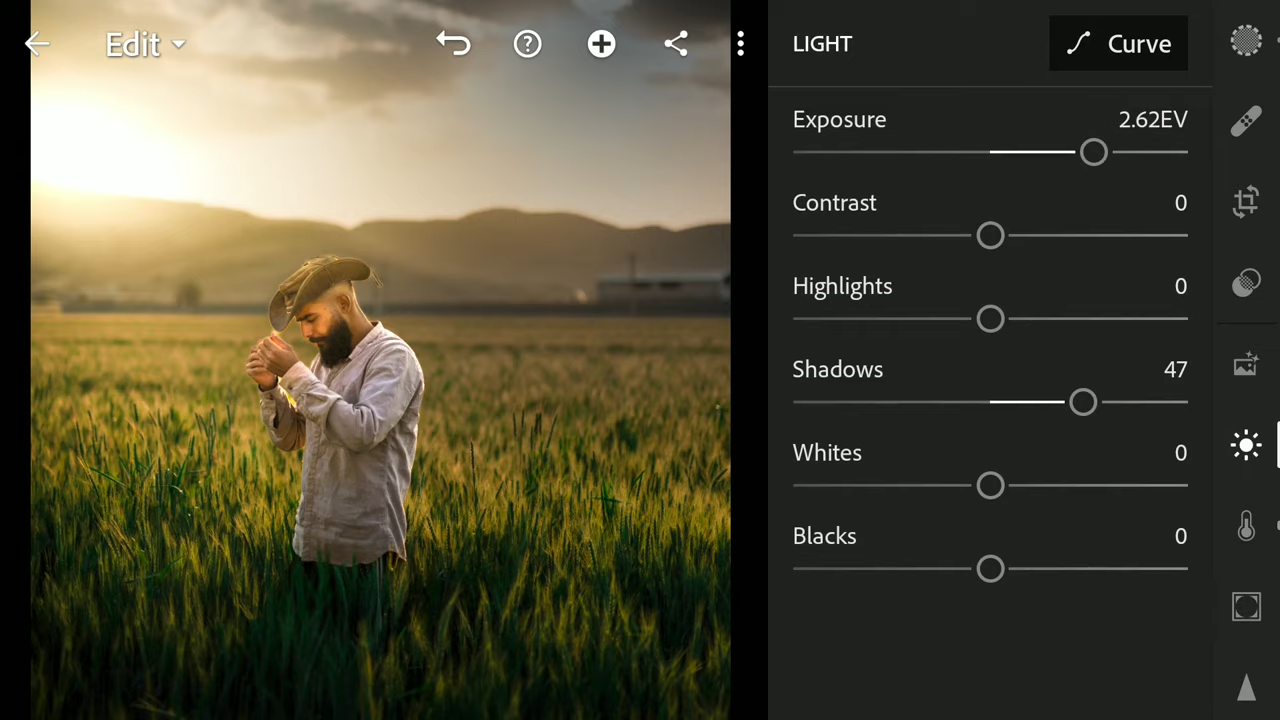 Edit
LIGHT
Curve
Exposure 2.62EV
Contrast 0
Highlights 0
Shadows 47
Whites 0
Blacks 0